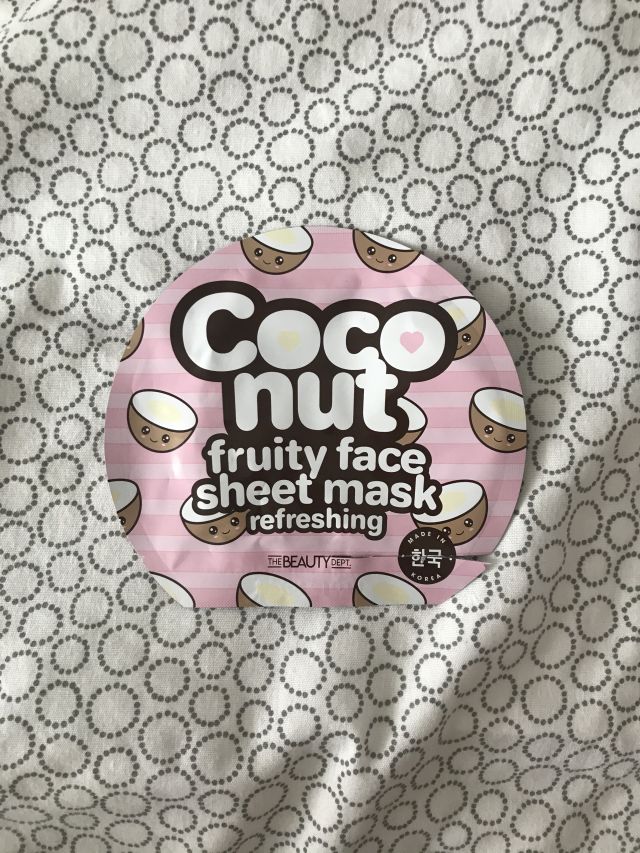 Coco
nut
fruity face
sheet mask
refreshing
THE BEAUTY DEPT.
MADE IN
한국
KOREA